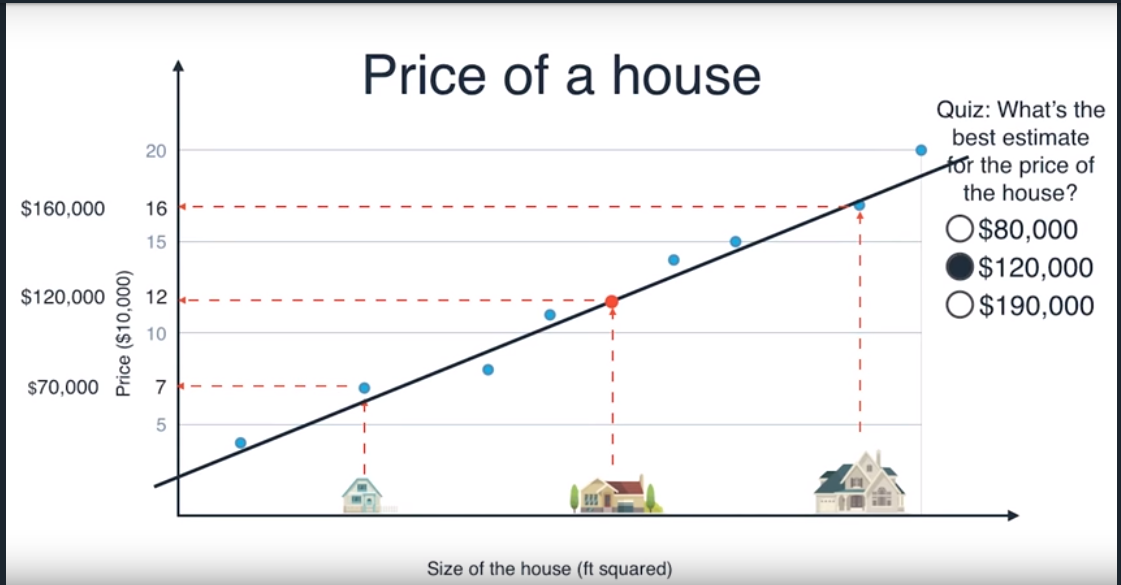 Price of a house
Quiz: What's the
best estimate
for the price of
the house?
$80,000
$120,000
$190,000
20
$160,000 16
15
$120,000 12
10
$70,000 7
5
Price ($10,000)
Size of the house (ft squared)